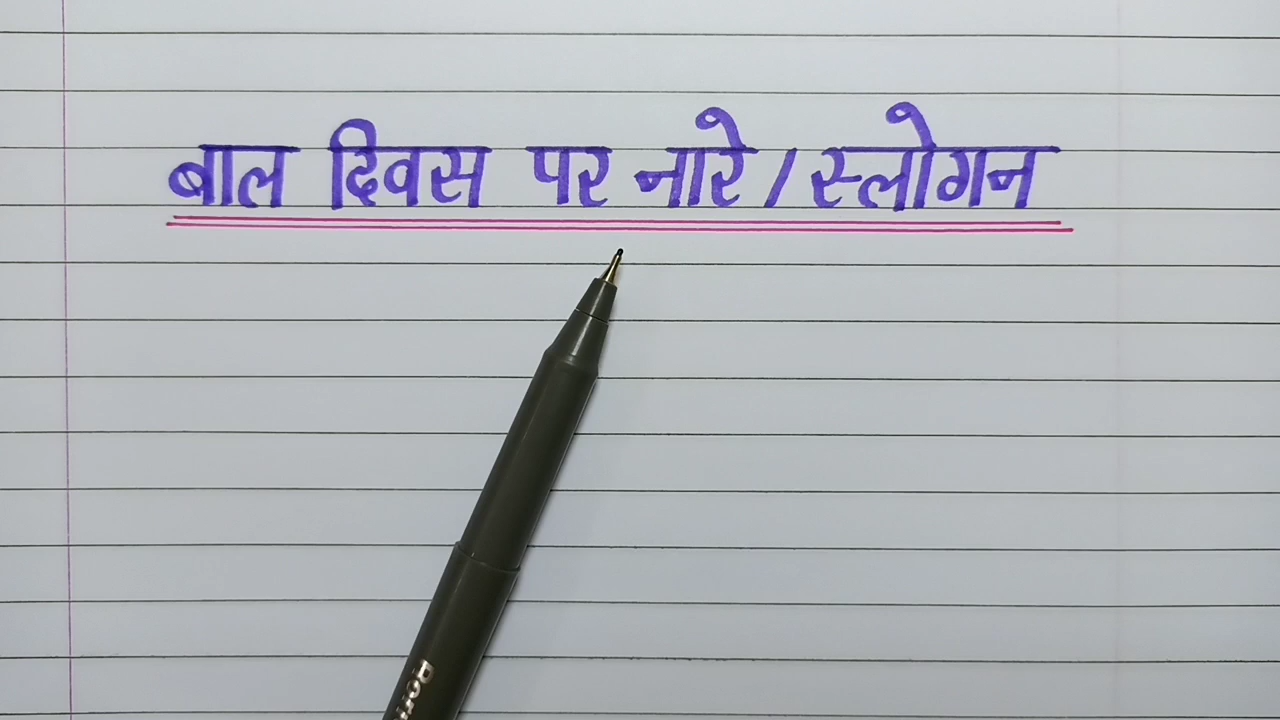 बाल दिवस पर नारे / स्लोगन